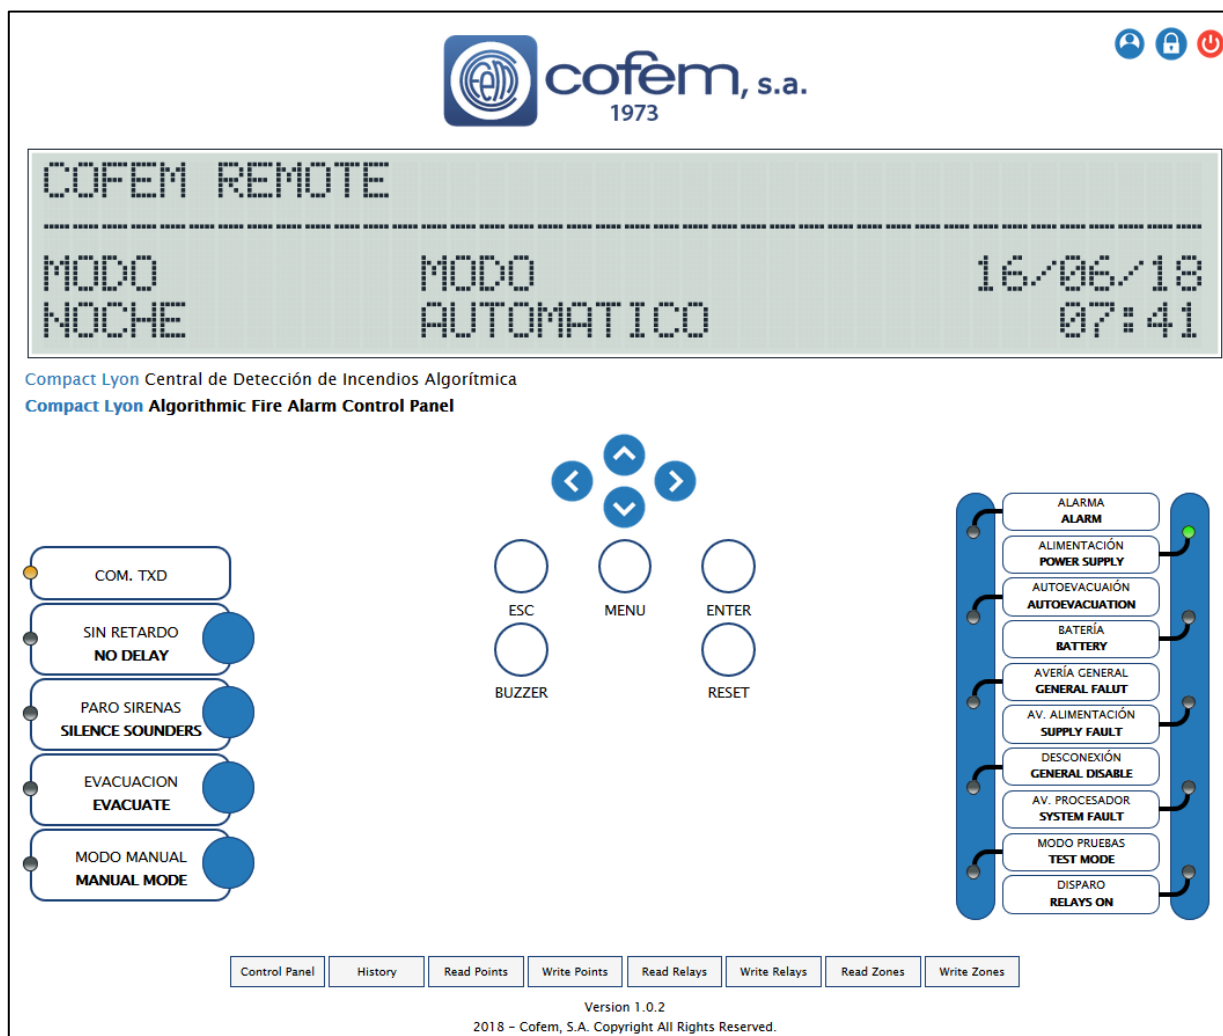 cofem, s.a.
1973
COFEM REMOTE
MODO MODO 16/06/18
NOCHE AUTOMATICO 07:41
Compact Lyon Central de Detección de Incendios Algorítmica
Compact Lyon Algorithmic Fire Alarm Control Panel
COM. TXD
SIN RETARDO
NO DELAY
PARO SIRENAS
SILENCE SOUNDERS
EVACUACION
EVACUATE
MODO MANUAL
MANUAL MODE
ESC MENU ENTER
BUZZER RESET
ALARMA
ALARM
ALIMENTACIÓN
POWER SUPPLY
AUTOEVACUAIÓN
AUTOEVACUATION
BATERÍA
BATTERY
AVERÍA GENERAL
GENERAL FALUT
AV. ALIMENTACIÓN
SUPPLY FAULT
DESCONEXIÓN
GENERAL DISABLE
AV. PROCESADOR
SYSTEM FAULT
MODO PRUEBAS
TEST MODE
DISPARO
RELAYS ON
Control Panel History Read Points Write Points Read Relays Write Relays Read Zones Write Zones
Version 1.0.2
2018 – Cofem, S.A. Copyright All Rights Reserved.